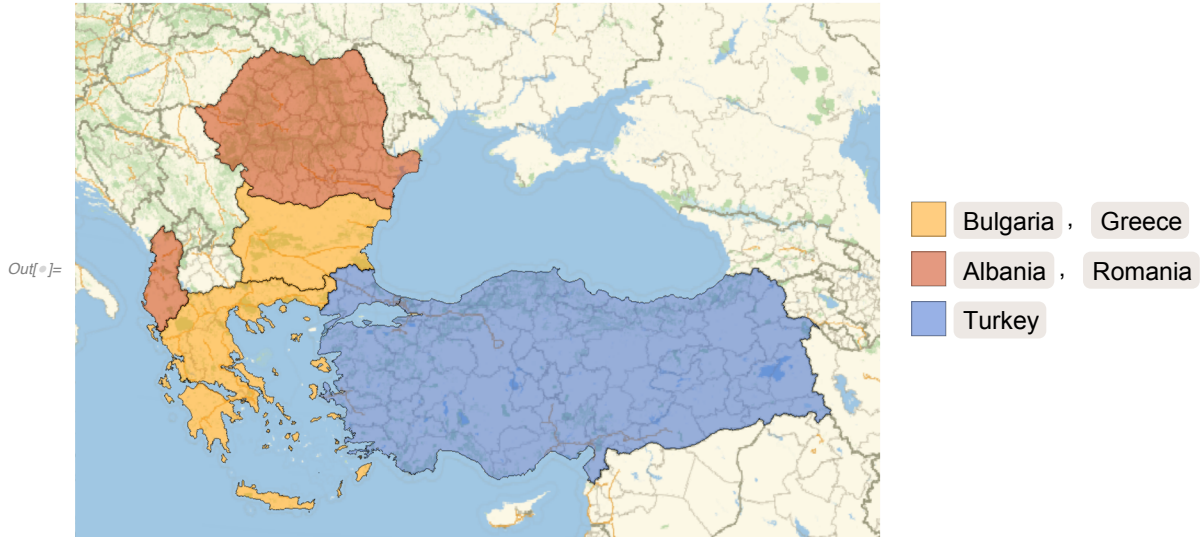 Out[●]=
Bulgaria , Greece
Albania , Romania
Turkey